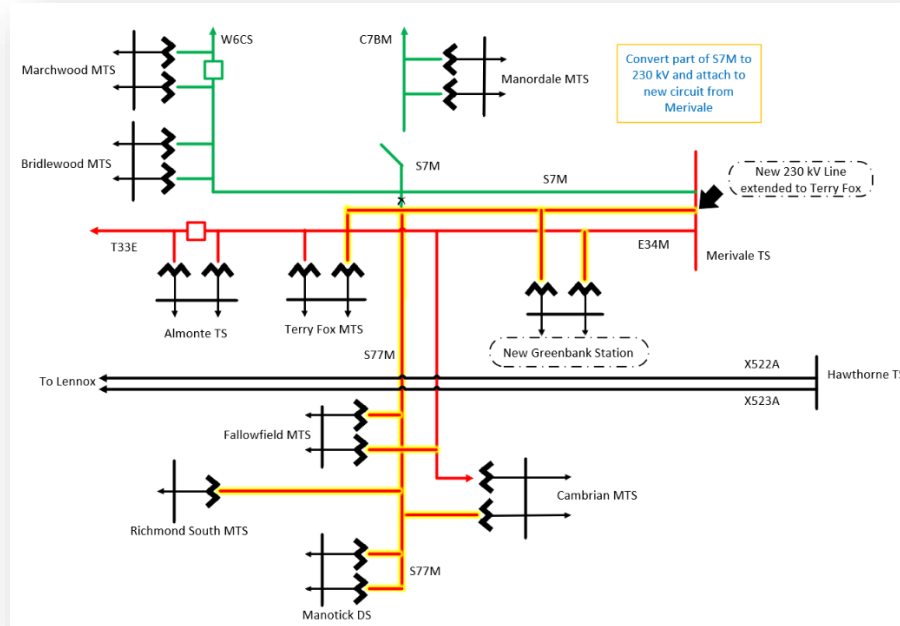 W6CS
C7BM
Marchwood MTS
Manordale MTS
Convert part of S7M to
230 kV and attach to
new circuit from
Merivale
Bridlewood MTS
S7M
S7M
New 230 kV Line
extended to Terry Fox
x
T33E
E34M
Merivale TS
Almonte TS
Terry Fox MTS
New Greenbank Station
S77M
X522A
To Lennox
Hawthorne TS
X523A
Fallowfield MTS
Cambrian MTS
Richmond South MTS
S77M
Manotick DS